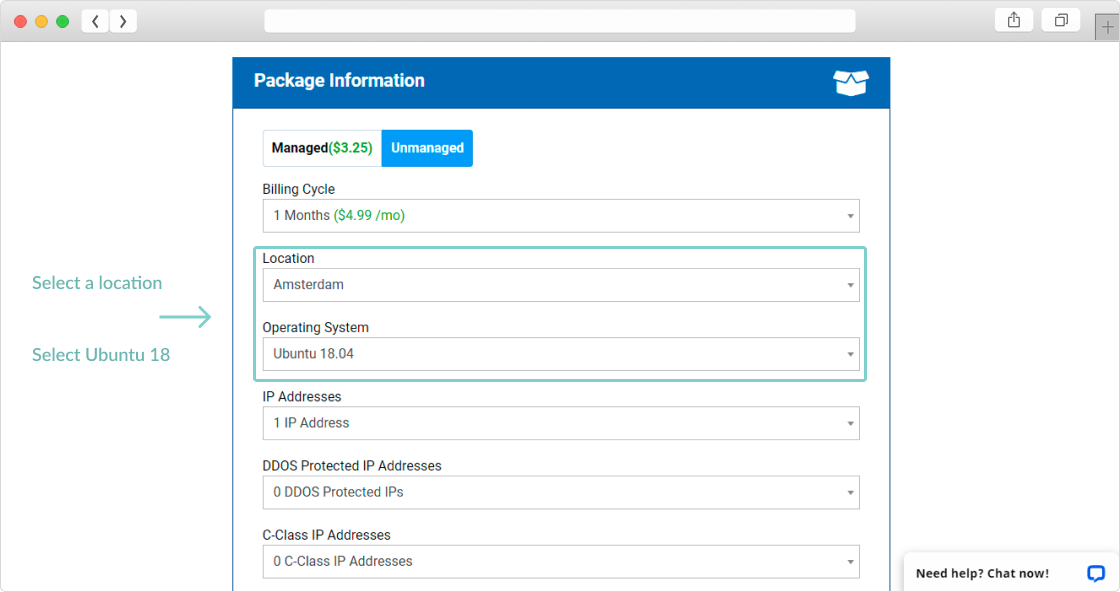 Package Information
Managed($3.25) Unmanaged
Billing Cycle
1 Months ($4.99 /mo)
Location
Amsterdam
Select a location
Operating System
Ubuntu 18.04
Select Ubuntu 18
IP Addresses
1 IP Address
DDOS Protected IP Addresses
0 DDOS Protected IPs
C-Class IP Addresses
0 C-Class IP Addresses
Need help? Chat now!